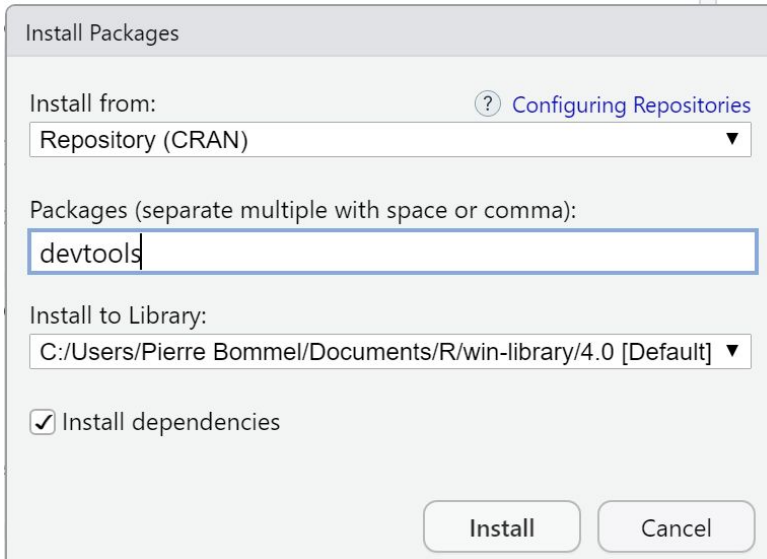 Install Packages
Install from:
? Configuring Repositories
Repository (CRAN)
Packages (separate multiple with space or comma):
devtools
Install to Library:
C:/Users/Pierre Bommel/Documents/R/win-library/4.0 [Default]
Install dependencies
Install
Cancel